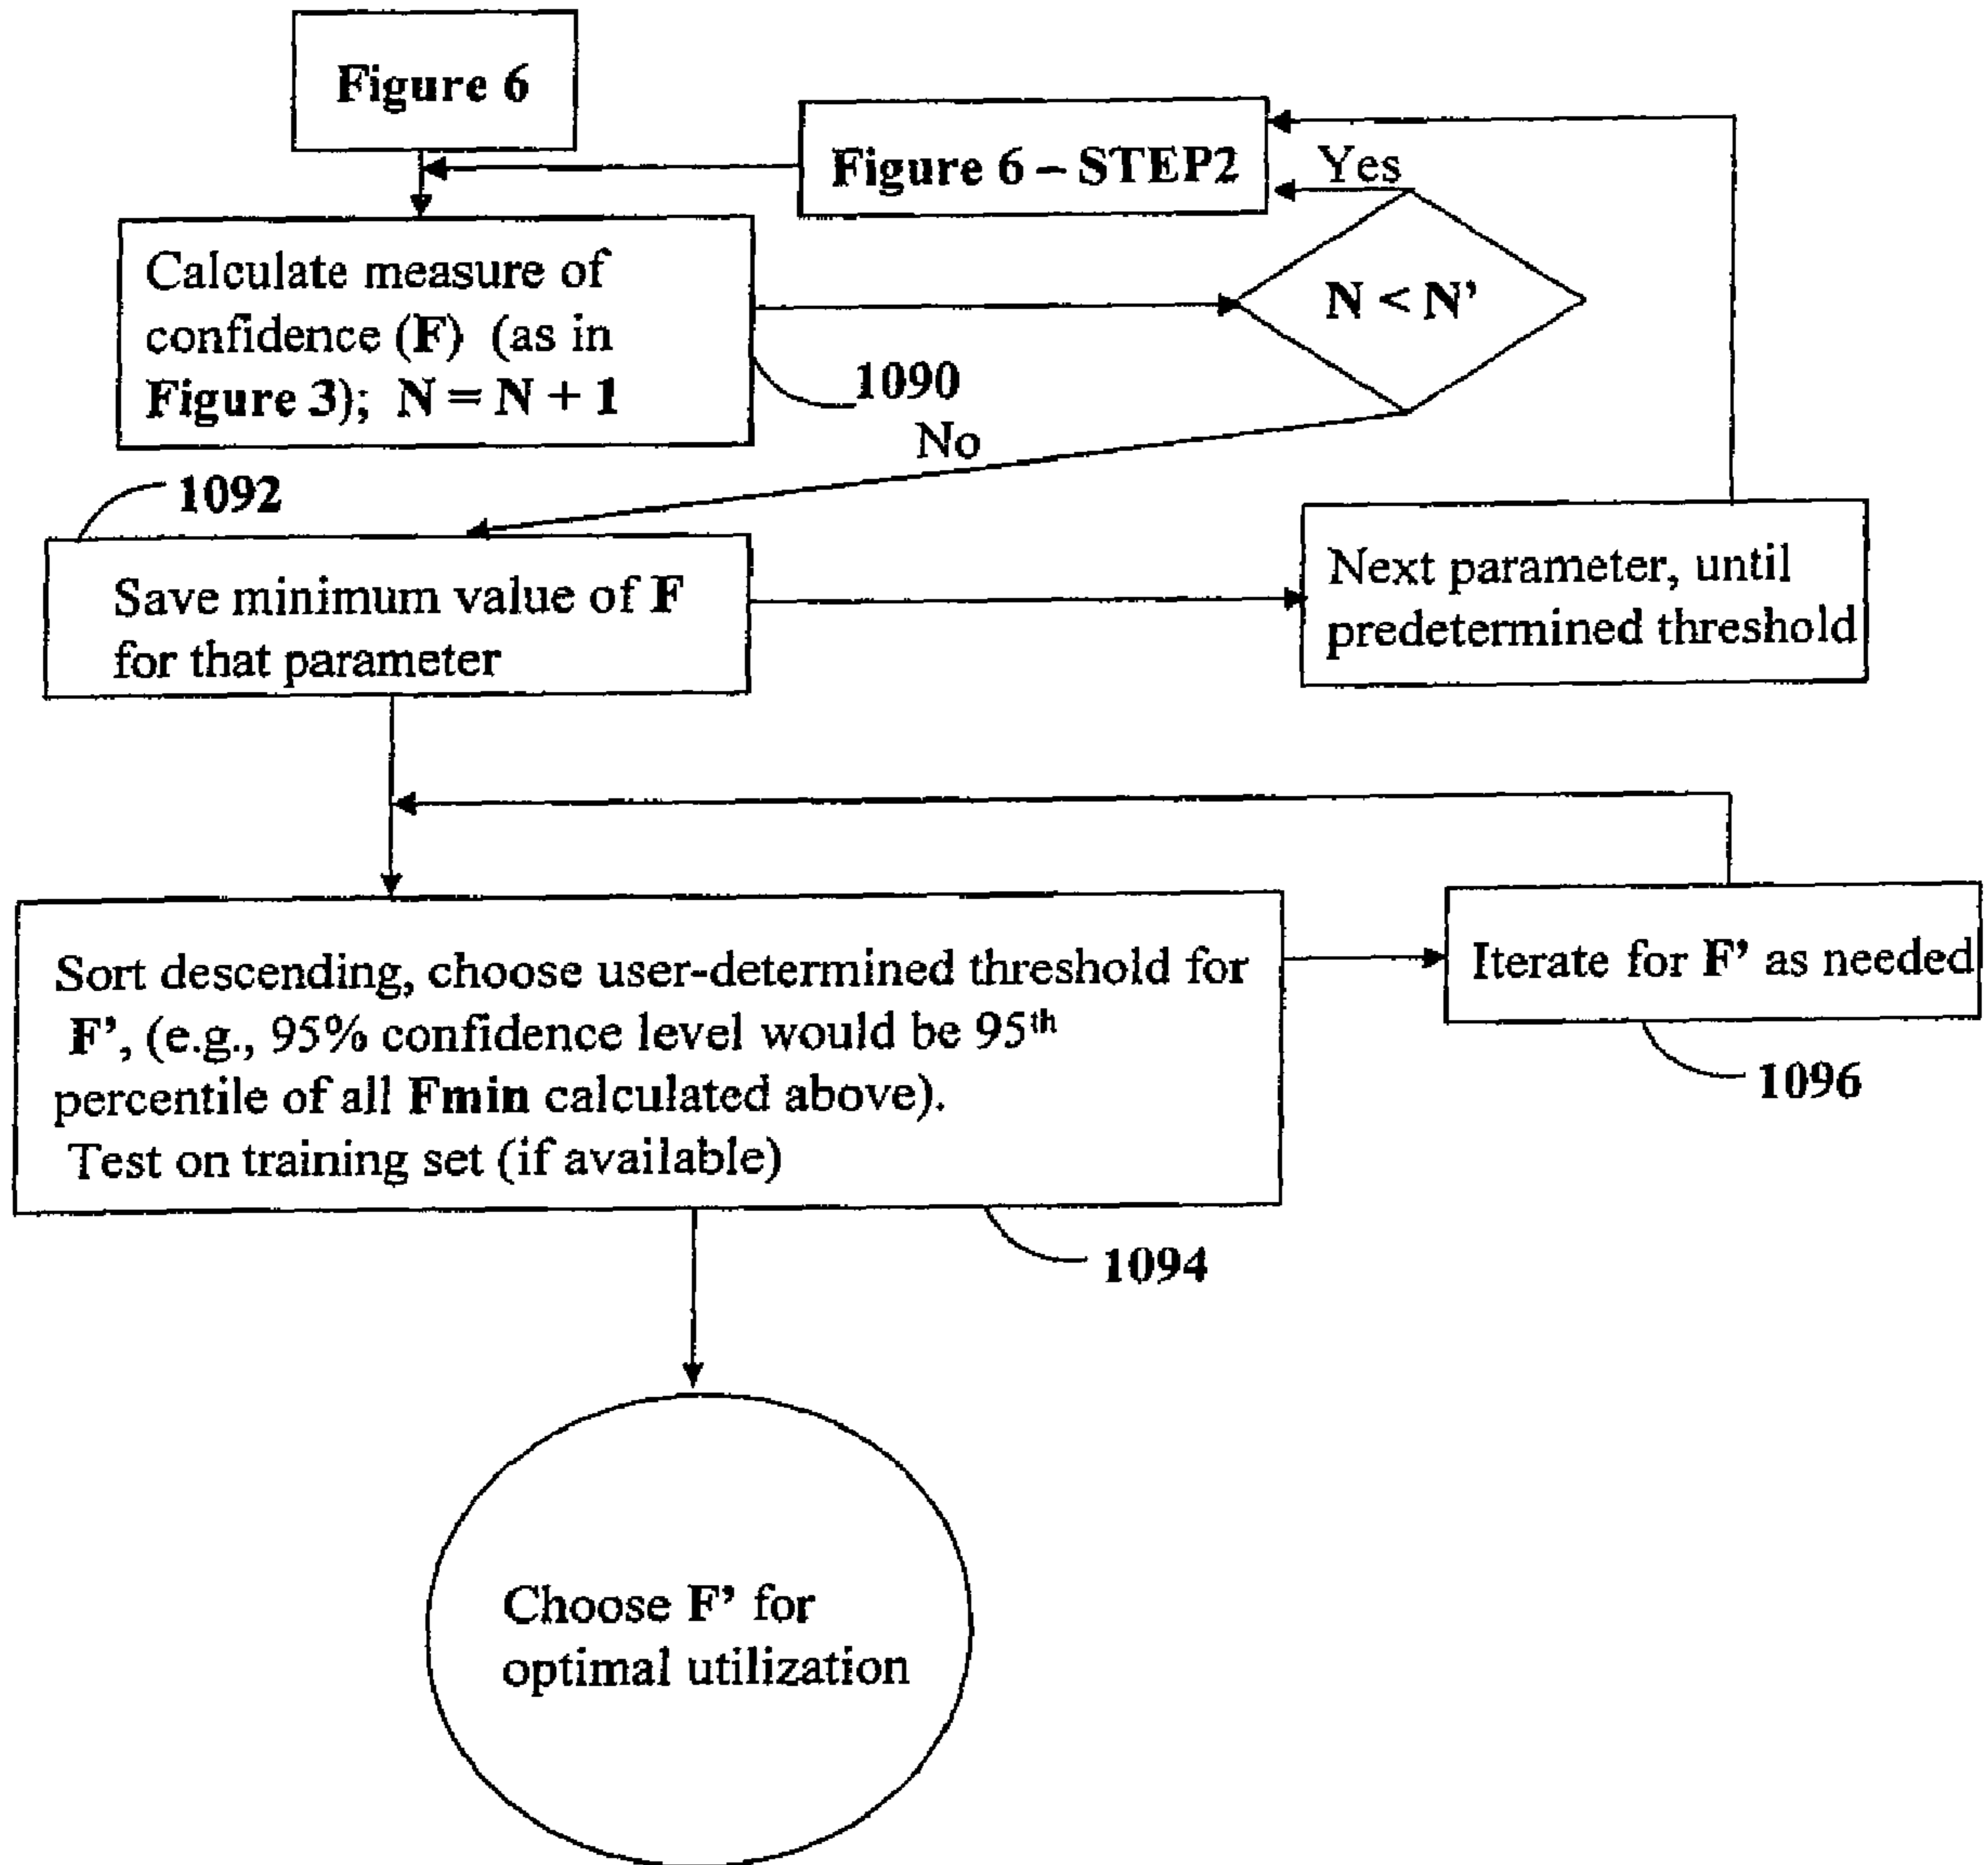 Figure 6
Figure 6 – STEP2
Yes
Calculate measure of
confidence (F) (as in
Figure 3); N = N + 1
N < N’
1090
No
1092
Save minimum value of F
for that parameter
Next parameter, until
predetermined threshold
Sort descending, choose user-determined threshold for
F’, (e.g., 95% confidence level would be 95th
percentile of all Fmin calculated above).
Test on training set (if available)
Iterate for F’ as needed
1096
1094
Choose F’ for
optimal utilization